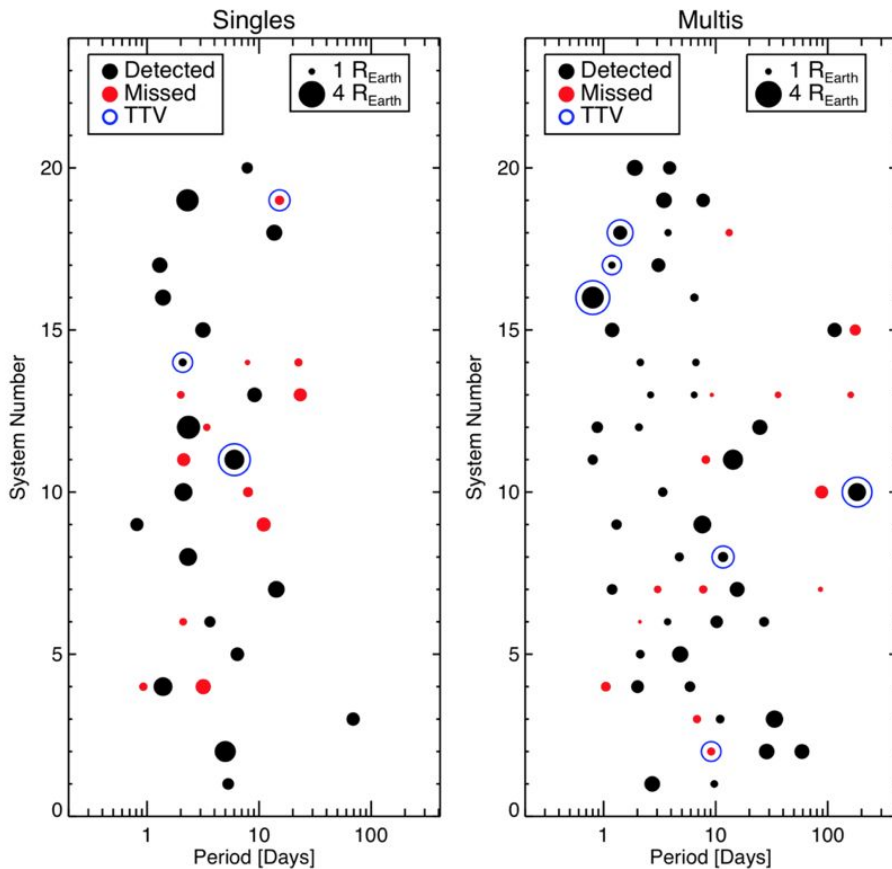 Singles
Detected
Missed
TTV
1 R_Earth
4 R_Earth
20
15
10
5
0
System Number
1
10
100
Period [Days]
Multis
Detected
Missed
TTV
1 R_Earth
4 R_Earth
20
15
10
5
0
System Number
1
10
100
Period [Days]